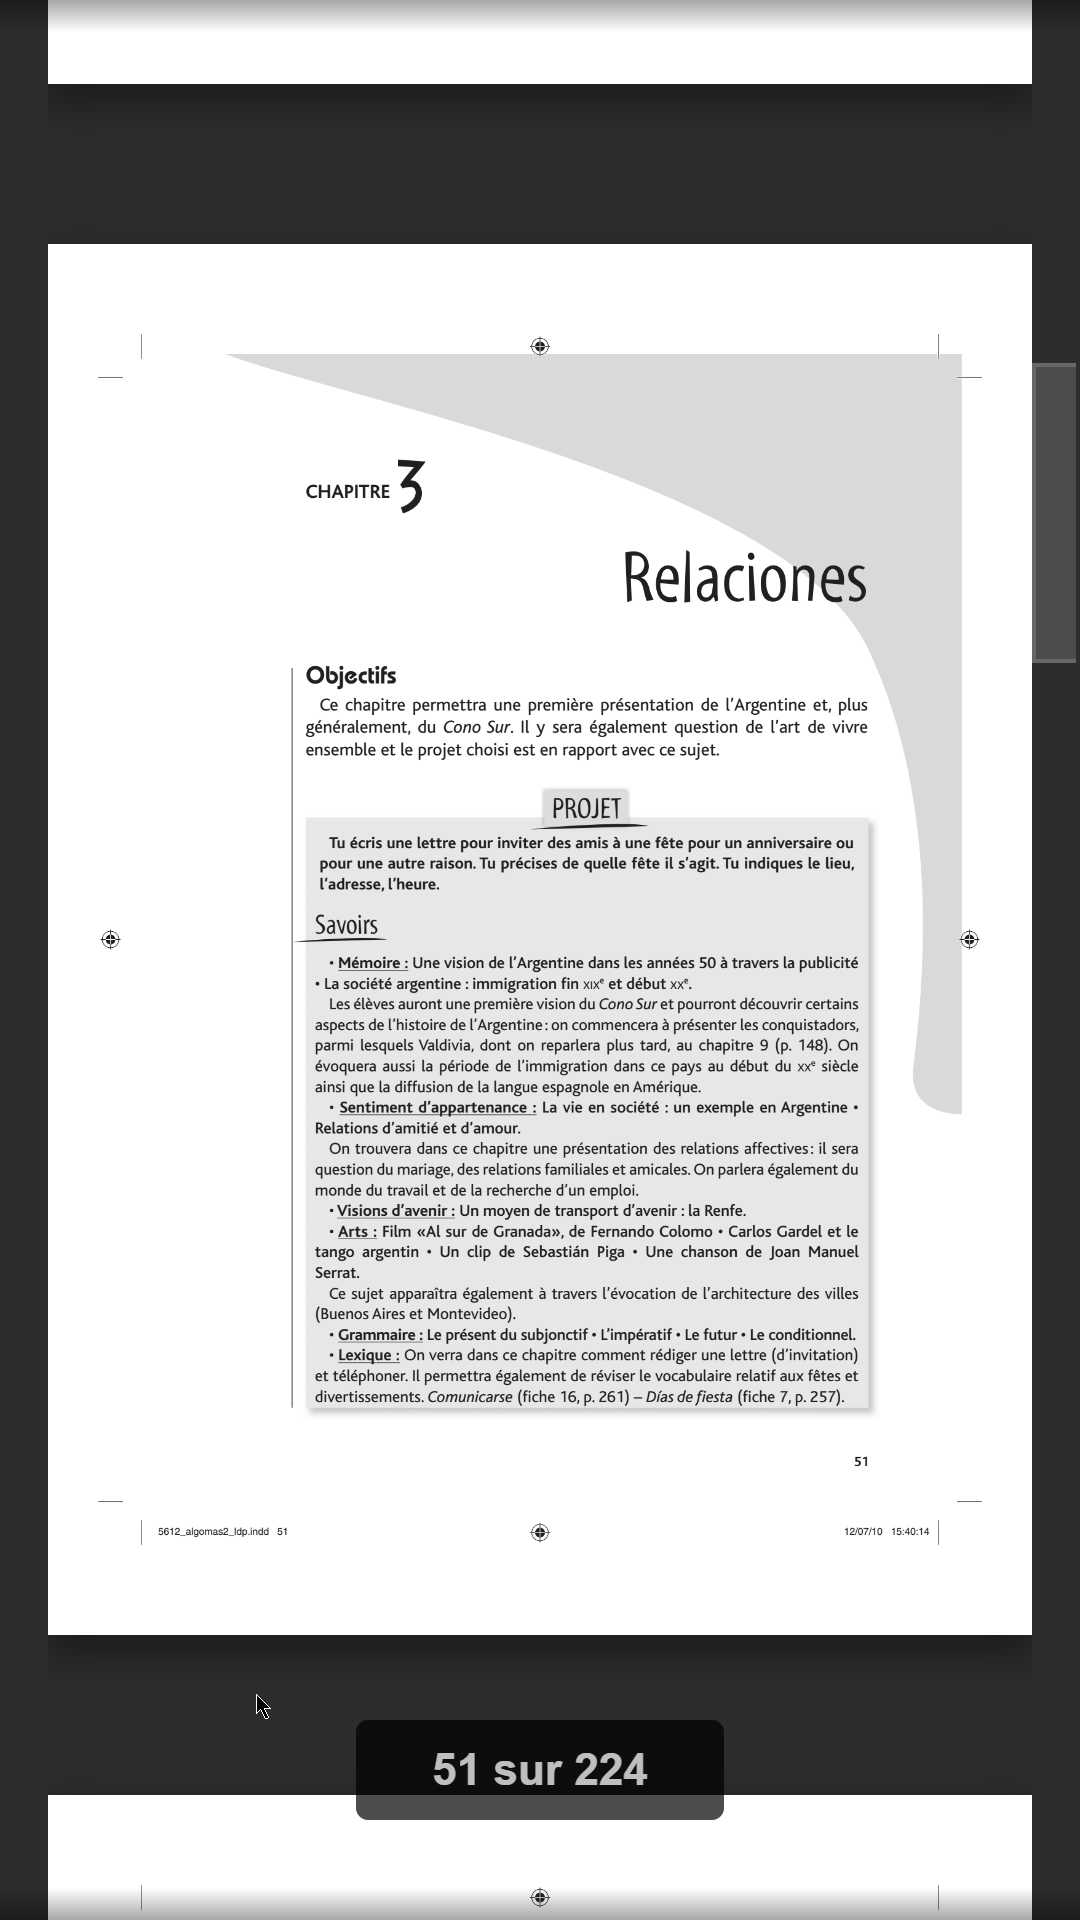 CHAPITRE 3
Relaciones
Objectifs
Ce chapitre permettra une première présentation de l'Argentine et, plus
généralement, du Cono Sur. Il y sera également question de l'art de vivre
ensemble et le projet choisi est en rapport avec ce sujet.
PROJET
Tu écris une lettre pour inviter des amis à une fête pour un anniversaire ou
pour une autre raison. Tu précises de quelle fête il s'agit. Tu indiques le lieu,
l'adresse, l'heure.
Savoirs
• Mémoire : Une vision de l'Argentine dans les années 50 à travers la publicité
• La société argentine : immigration fin XIXe et début XXe.
Les élèves auront une première vision du Cono Sur et pourront découvrir certains
aspects de l'histoire de l'Argentine : on commencera à présenter les conquistadors,
parmi lesquels Valdivia, dont on reparlera plus tard, au chapitre 9 (p. 148). On
évoquera aussi la période de l'immigration dans ce pays au début du XXe siècle
ainsi que la diffusion de la langue espagnole en Amérique.
• Sentiment d'appartenance : La vie en société : un exemple en Argentine •
Relations d'amitié et d'amour.
On trouvera dans ce chapitre une présentation des relations affectives : il sera
question du mariage, des relations familiales et amicales. On parlera également du
monde du travail et de la recherche d'un emploi.
• Visions d'avenir : Un moyen de transport d'avenir : la Renfe.
• Arts : Film «Al sur de Granada», de Fernando Colomo • Carlos Gardel et le
tango argentin • Un clip de Sebastián Piga • Une chanson de Joan Manuel
Serrat.
Ce sujet apparaîtra également à travers l'évocation de l'architecture des villes
(Buenos Aires et Montevideo).
• Grammaire : Le présent du subjonctif • L'impératif • Le futur • Le conditionnel.
• Lexique : On verra dans ce chapitre comment rédiger une lettre (d'invitation)
et téléphoner. Il permettra également de réviser le vocabulaire relatif aux fêtes et
divertissements. Comunicarse (fiche 16, p. 261) – Días de fiesta (fiche 7, p. 257).
51
5612_algomas2_ldp.indd 51
12/07/10 15:40:14
51 sur 224